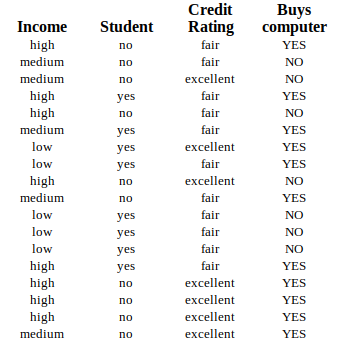 Income Student Credit Rating Buys computer
high no fair YES
medium no fair NO
medium no excellent NO
high yes fair YES
high no fair NO
medium yes fair YES
low yes excellent YES
low yes fair YES
high no excellent NO
medium no fair YES
low yes fair NO
low yes fair NO
low yes fair NO
high yes fair YES
high no excellent YES
high no excellent YES
high no excellent YES
medium no excellent YES